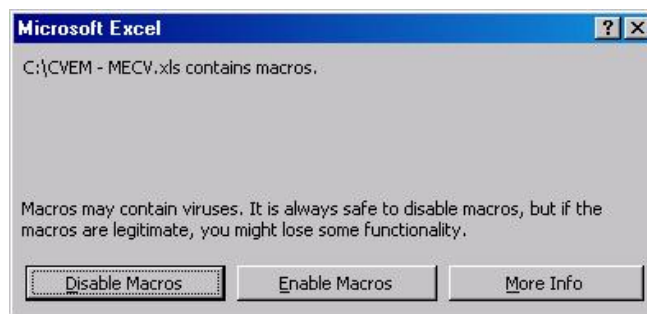 Microsoft Excel
C:\CVEM - MECV.xls contains macros.
Macros may contain viruses. It is always safe to disable macros, but if the
macros are legitimate, you might lose some functionality.
Disable Macros Enable Macros More Info